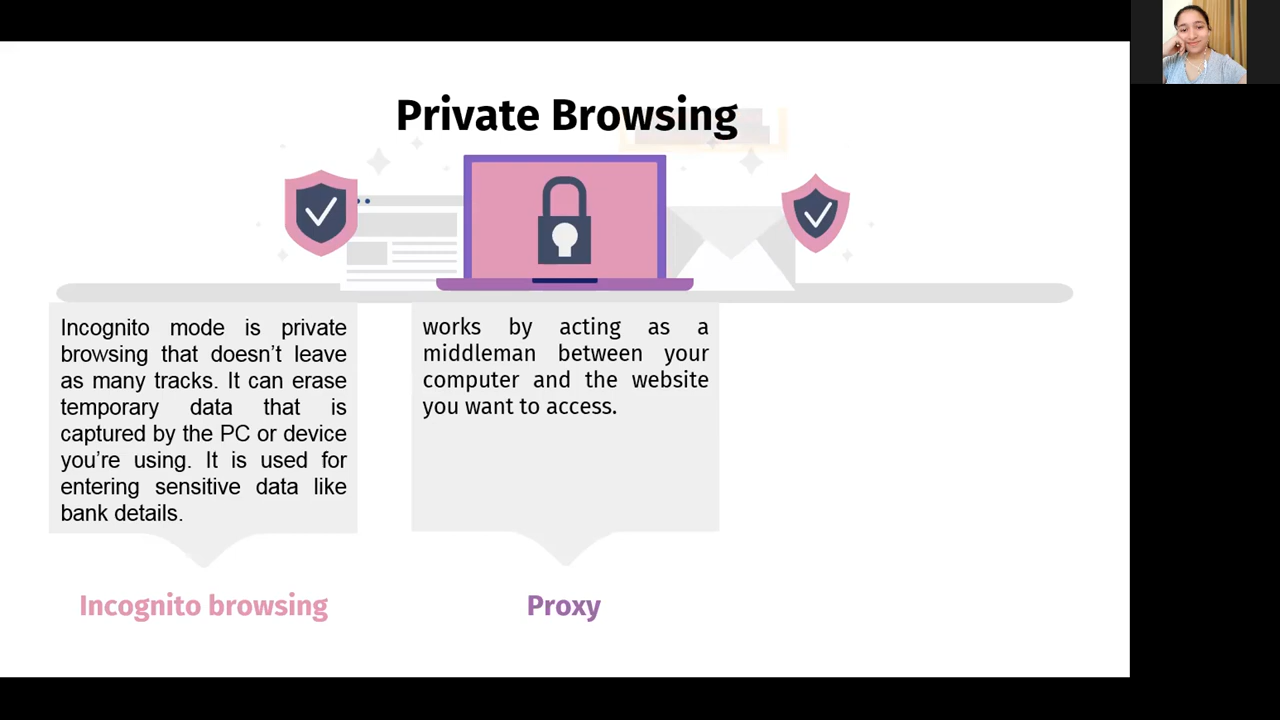 Private Browsing
Incognito mode is private
browsing that doesn’t leave
as many tracks. It can erase
temporary data that is
captured by the PC or device
you’re using. It is used for
entering sensitive data like
bank details.
Incognito browsing
works by acting as a
middleman between your
computer and the website
you want to access.
Proxy